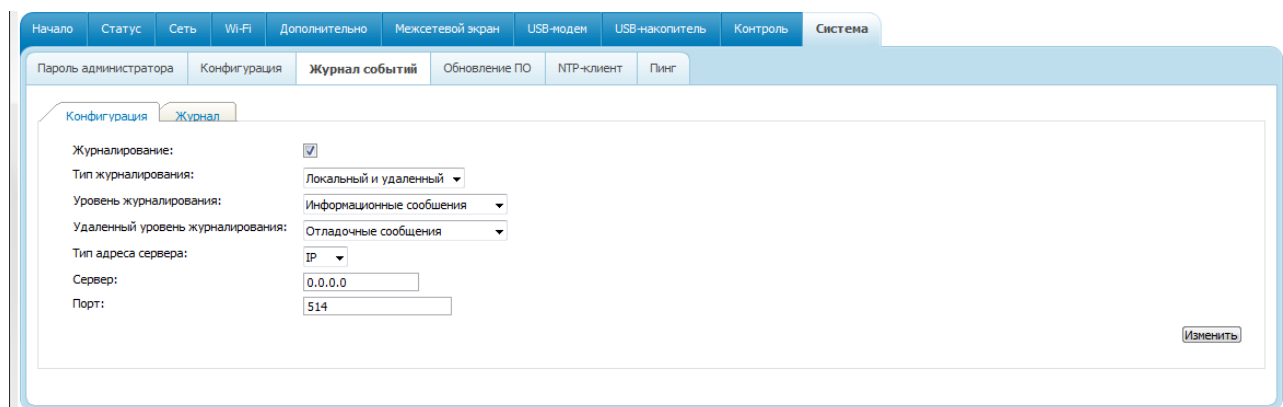 Начало Статус Сеть Wi-Fi Дополнительно Межсетевой экран USB-модем USB-накопитель Контроль Система
Пароль администратора Конфигурация Журнал событий Обновление ПО NTP-клиент Пинг
Конфигурация Журнал
Журналирование:
Тип журналирования: Локальный и удаленный
Уровень журналирования: Информационные сообшения
Удаленный уровень журналирования: Отладочные сообщения
Тип адреса сервера: IP
Сервер: 0.0.0.0
Порт: 514
Изменить